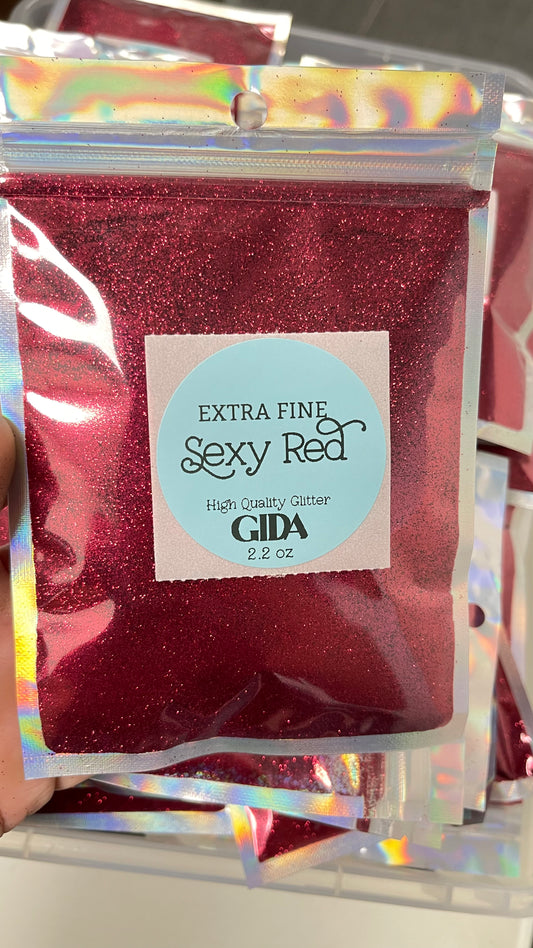 EXTRA FINE
Sexy Red
High Quality Glitter
GIDA
2.2 oz